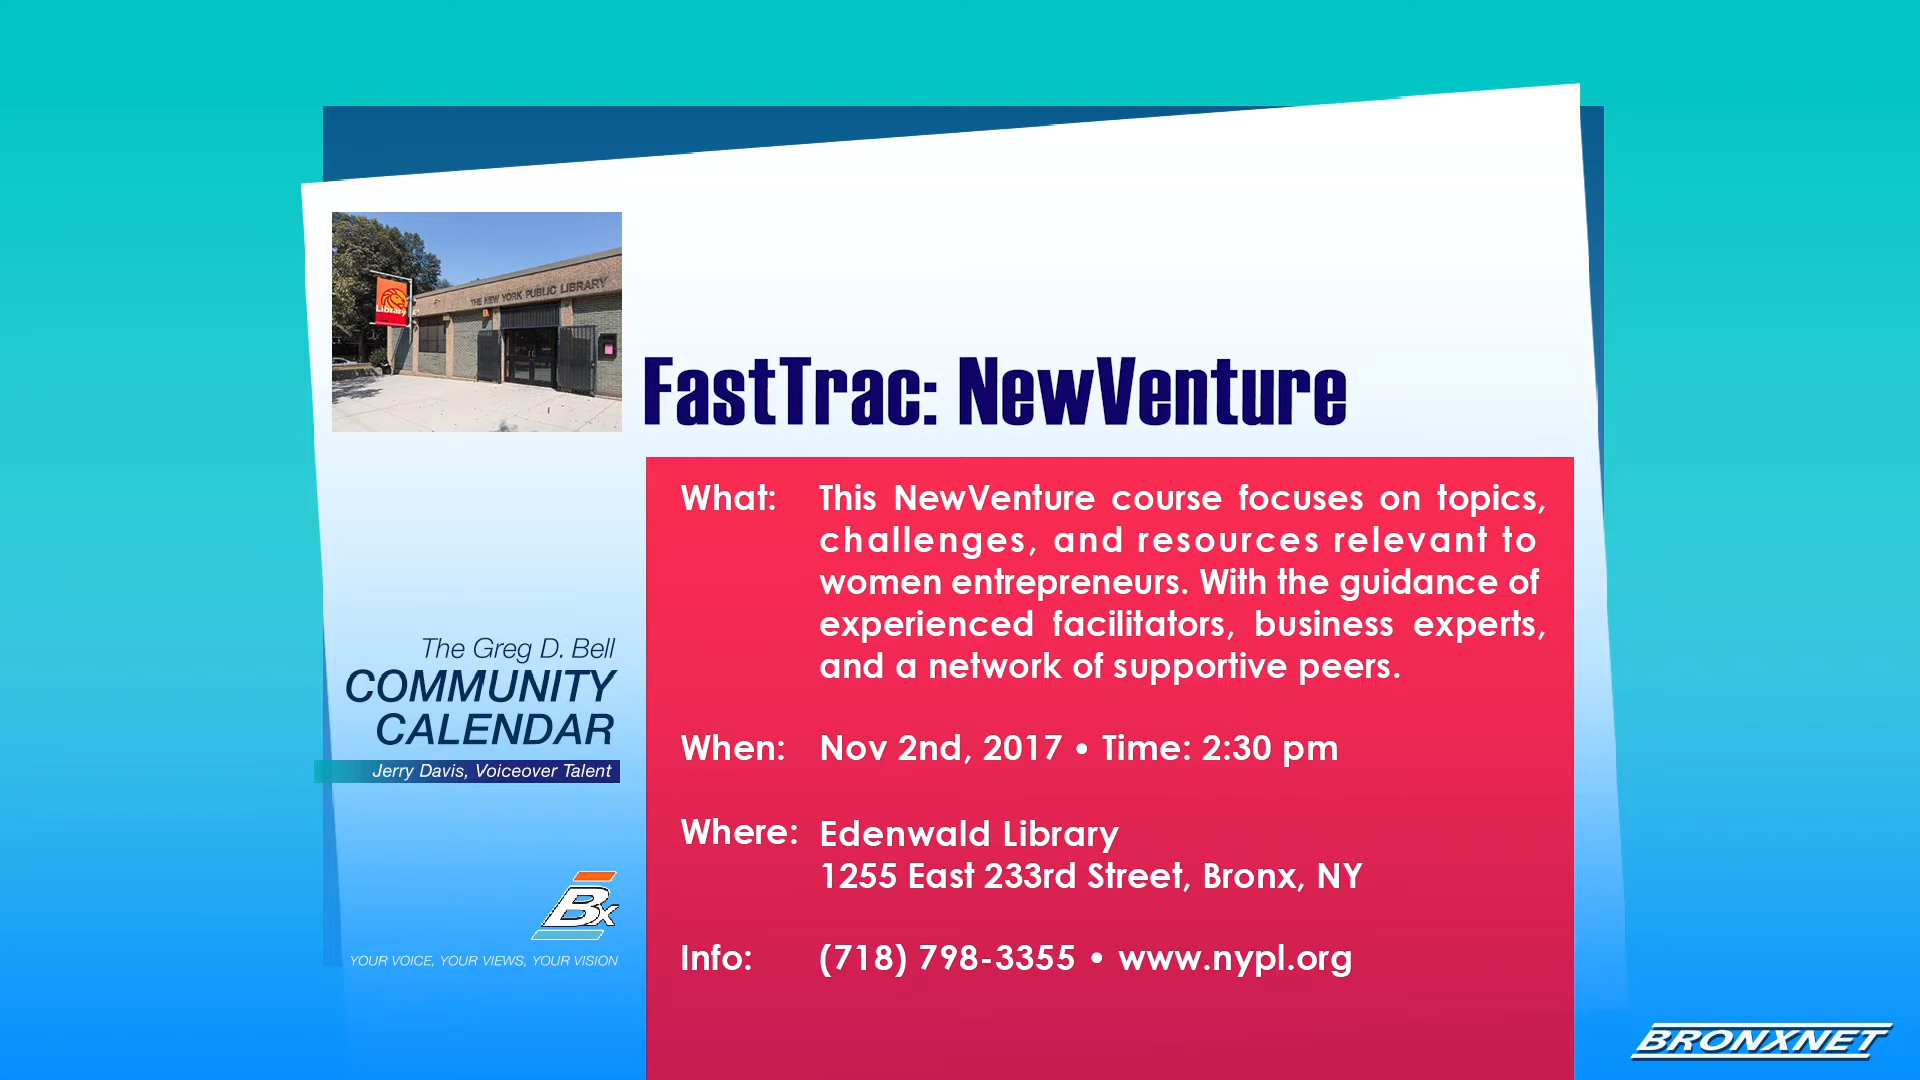 THE NEW YORK PUBLIC LIBRARY
Library
FastTrac: NewVenture
What: This NewVenture course focuses on topics,
challenges, and resources relevant to
women entrepreneurs. With the guidance of
experienced facilitators, business experts,
and a network of supportive peers.
When: Nov 2nd, 2017 • Time: 2:30 pm
Where: Edenwald Library
1255 East 233rd Street, Bronx, NY
Info: (718) 798-3355 • www.nypl.org
The Greg D. Bell
COMMUNITY
CALENDAR
Jerry Davis, Voiceover Talent
Bx
YOUR VOICE, YOUR VIEWS, YOUR VISION
BRONXNET